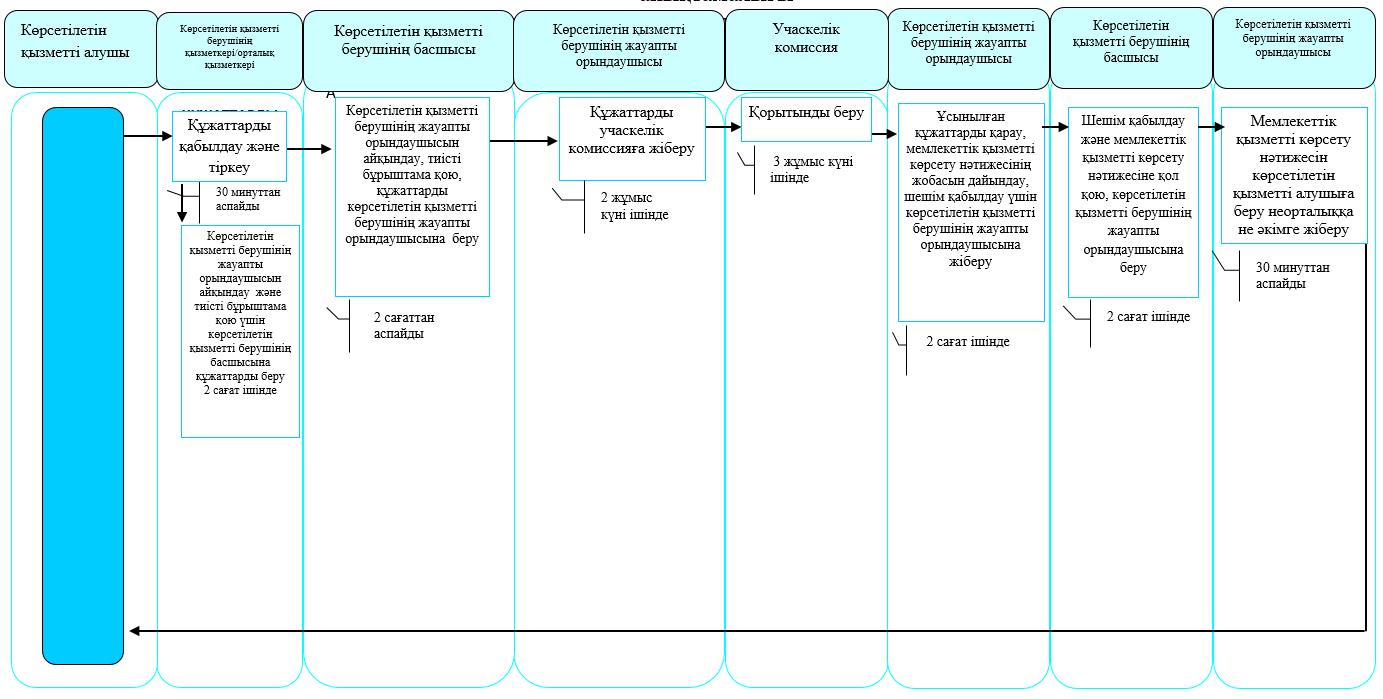 Көрсетілетін
қызметті алушы
Көрсетілетін қызметті
берушінің
қызметкері/орталық
қызметкері
Көрсетілетін қызметті
берушінің басшысы
Көрсетілетін қызметті
берушінің жауапты
орындаушысы
Учаскелік
комиссия
Көрсетілетін қызметті
берушінің жауапты
орындаушысы
Көрсетілетін
қызметті берушінің
басшысы
Көрсетілетін қызметті
берушінің жауапты
орындаушысы
Құжаттарды
қабылдау және
тіркеу
30 минуттан
аспайды
Көрсетілетін
қызметті берушінің
жауапты
орындаушысын
айқындау және
тиісті бұрыштама
қою үшін
көрсетілетін
қызметті берушінің
басшысына
құжаттарды беру
2 сағат ішінде
Көрсетілетін қызметті
берушінің жауапты
орындаушысын
айқындау, тиісті
бұрыштама қою,
құжаттарды
көрсетілетін қызметті
берушінің жауапты
орындаушысына беру
2 сағаттан
аспайды
Құжаттарды
учаскелік
комиссияға жіберу
2 жұмыс
күні ішінде
Қорытынды беру
3 жұмыс күні
ішінде
Ұсынылған
құжаттарды қарау,
мемлекеттік қызметті
көрсету нәтижесінің
жобасын дайындау,
шешім қабылдау үшін
көрсетілетін қызметті
берушінің жауапты
орындаушысына
жіберу
2 сағат ішінде
Шешім қабылдау
және мемлекеттік
қызметті көрсету
нәтижесіне қол
қою, көрсетілетін
қызметті берушінің
жауапты
орындаушысына
беру
2 сағат ішінде
Мемлекеттік
қызметті көрсету
нәтижесін
көрсетілетін
қызметті алушыға
беру неорталыққа
не әкімге жіберу
30 минуттан
аспайды